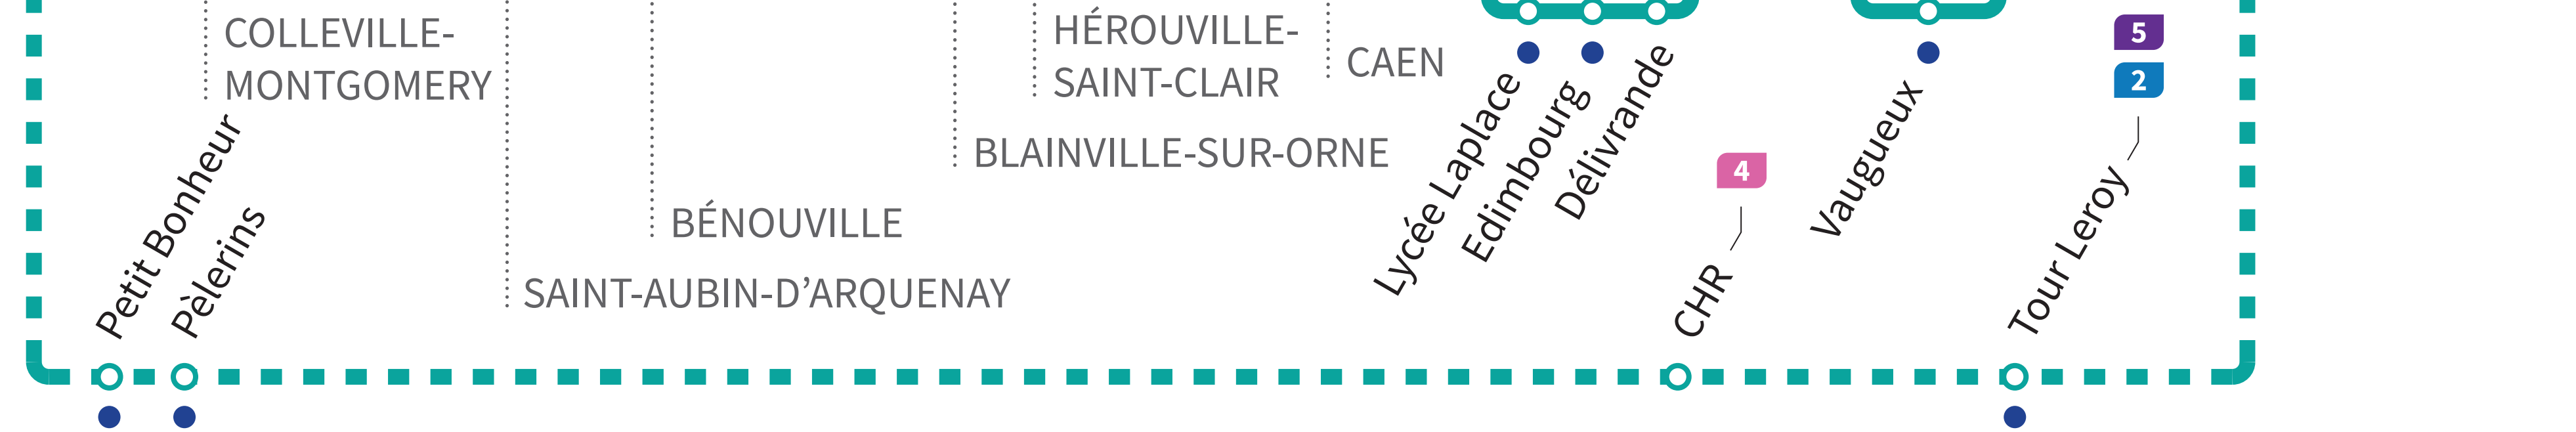 COLLEVILLE-
MONTGOMERY
HÉROUVILLE-
SAINT-CLAIR
CAEN
BLAINVILLE-SUR-ORNE
BÉNOUVILLE
SAINT-AUBIN-D’ARQUENAY
Petit Bonheur
Pèlerins
Lycée Laplace
Edimbourg
Délivrande
4
CHR
Vaugueux
5
2
Tour Leroy